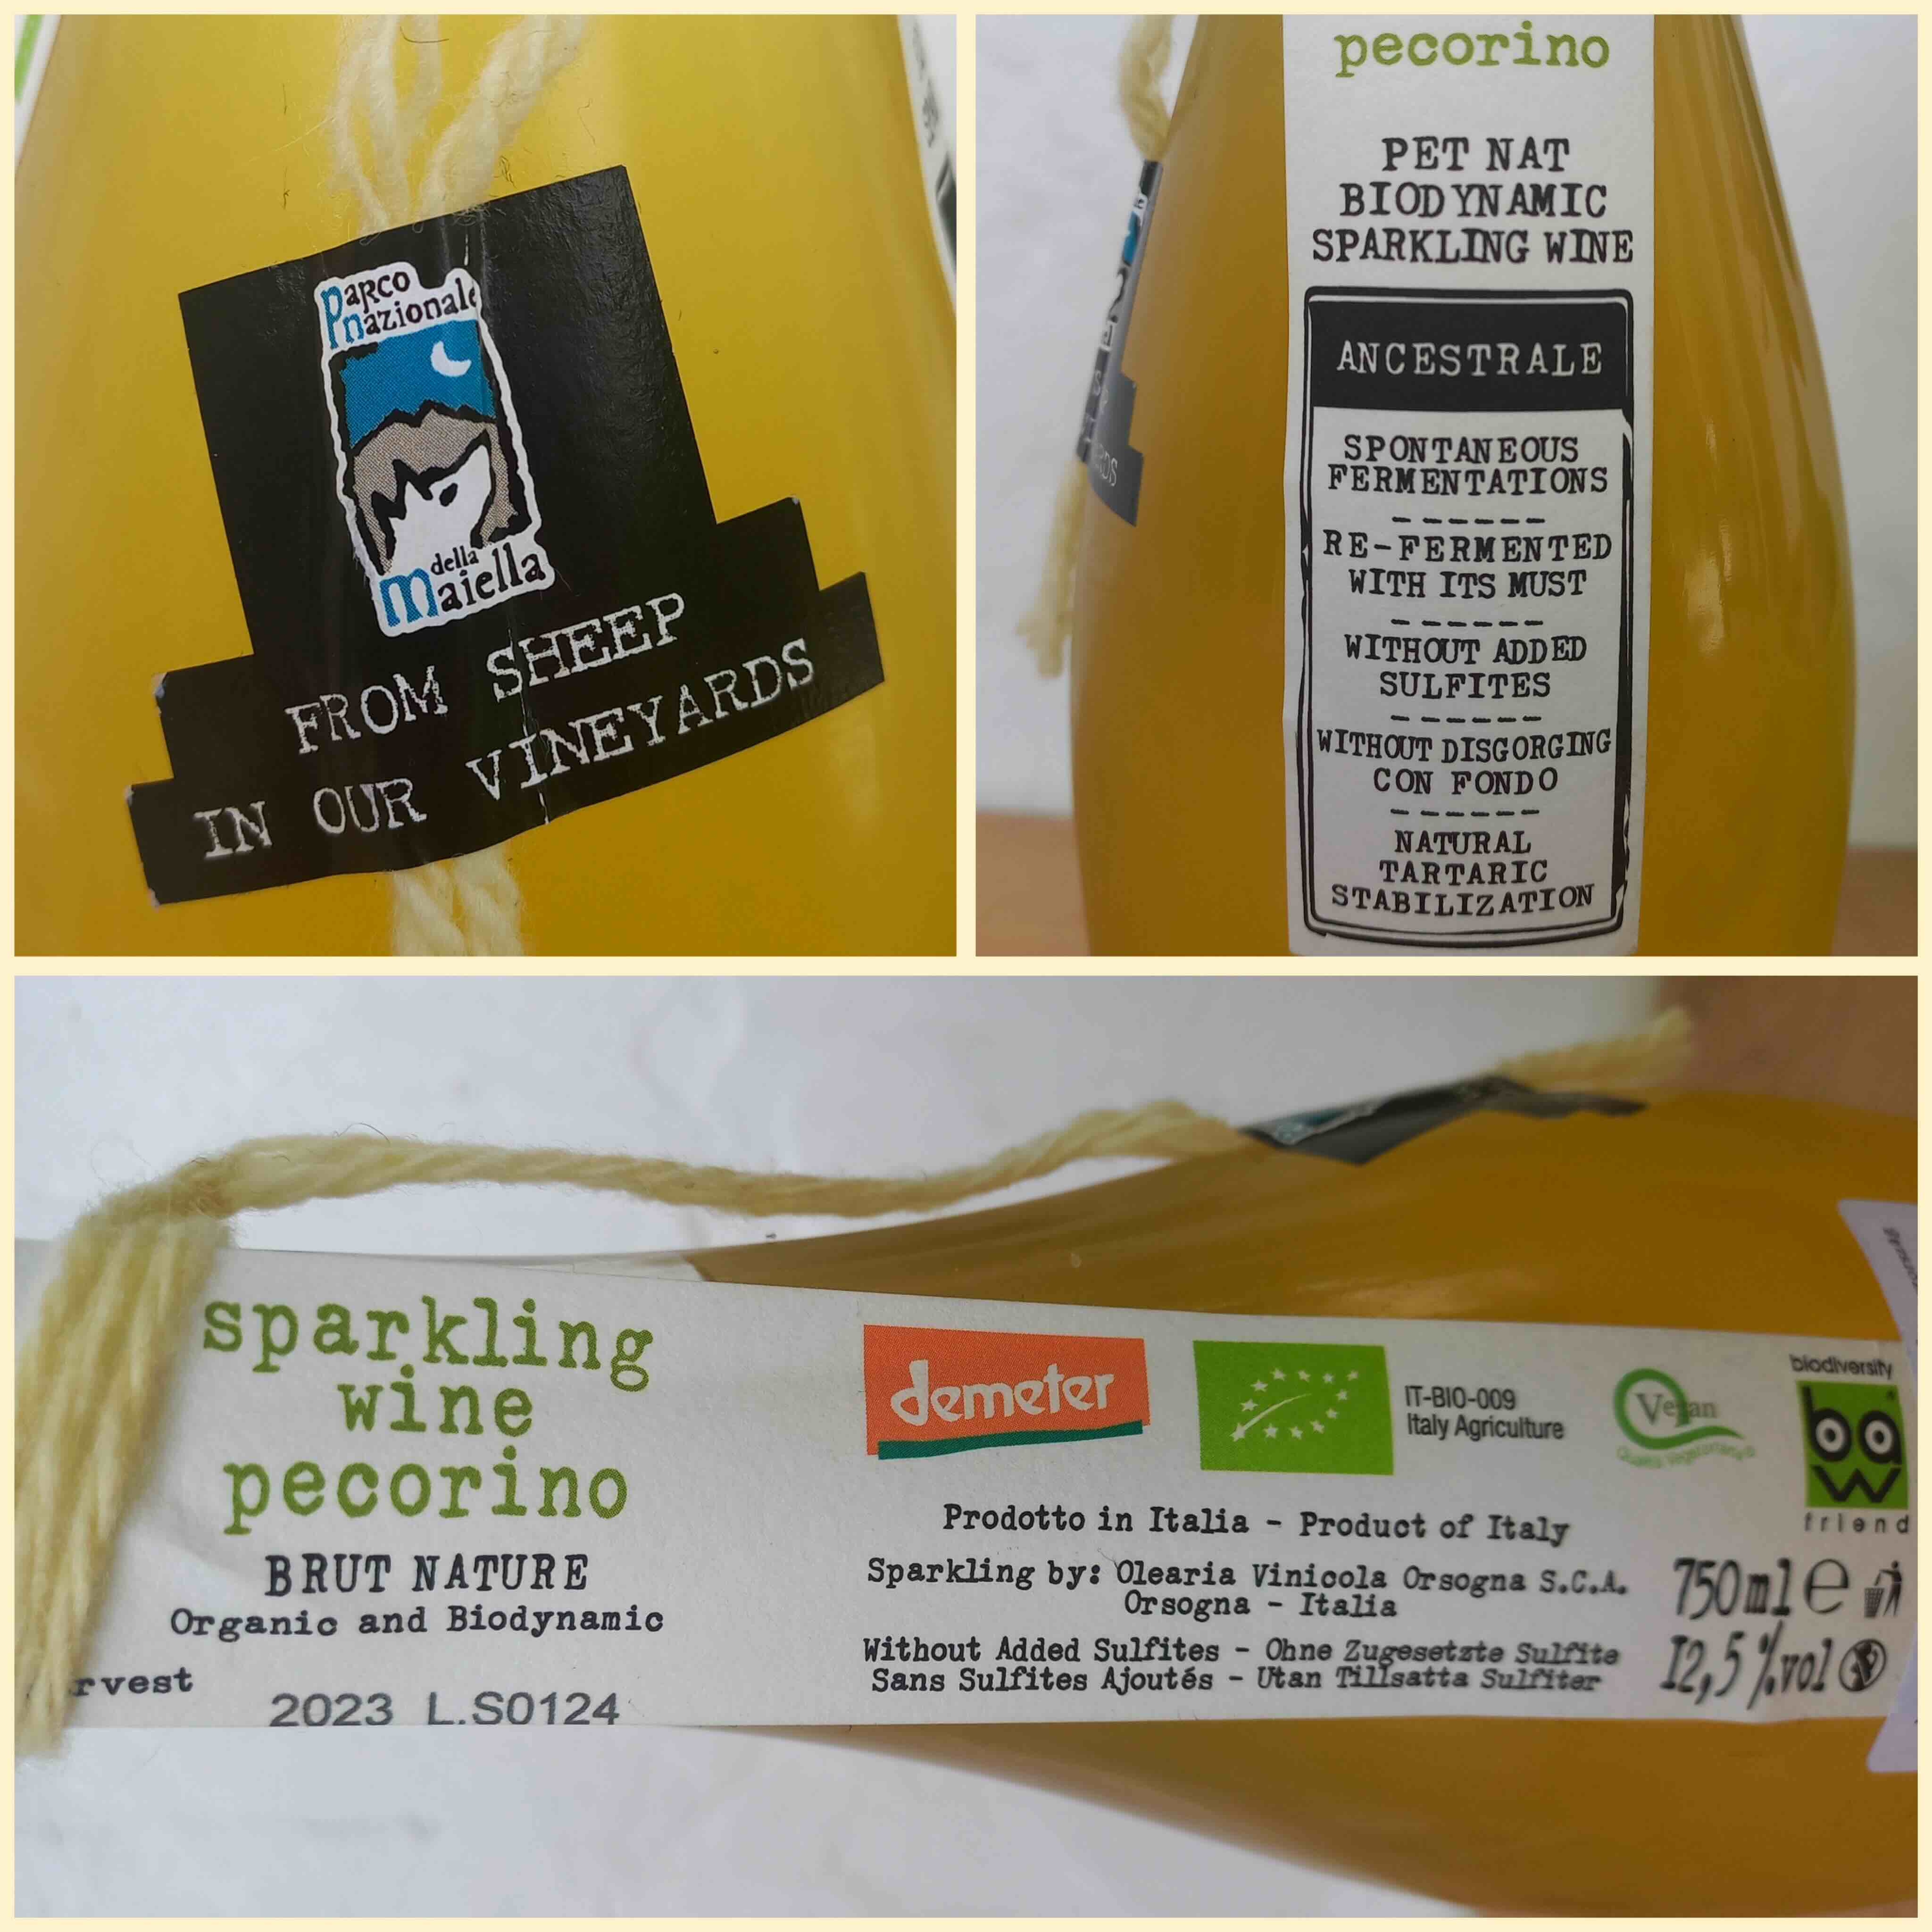 Parco
nazionale
della
maiella
FROM SHEEP
IN OUR VINEYARDS
pecorino
PET NAT
BIODYNAMIC
SPARKLING WINE
ANCESTRALE
SPONTANEOUS
FERMENTATIONS
RE-FERMENTED
WITH ITS MUST
WITHOUT ADDED
SULFITES
WITHOUT DISGORGING
CON FONDO
NATURAL
TARTARIC
STABILIZATION
sparkling
wine
pecorino
BRUT NATURE
Organic and Biodynamic
rvest
2023 L.S0124
demeter
IT-BIO-009
Italy Agriculture
Vegan
biodiversity
baw
friend
Prodotto in Italia - Product of Italy
Sparkling by: Olearia Vinicola Orsogna S.C.A.
Orsogna - Italia
Without Added Sulfites - Ohne Zugesetzte Sulfite
Sans Sulfites Ajoutés - Utan Tillsatta Sulfiter
750ml e
12,5 %vol